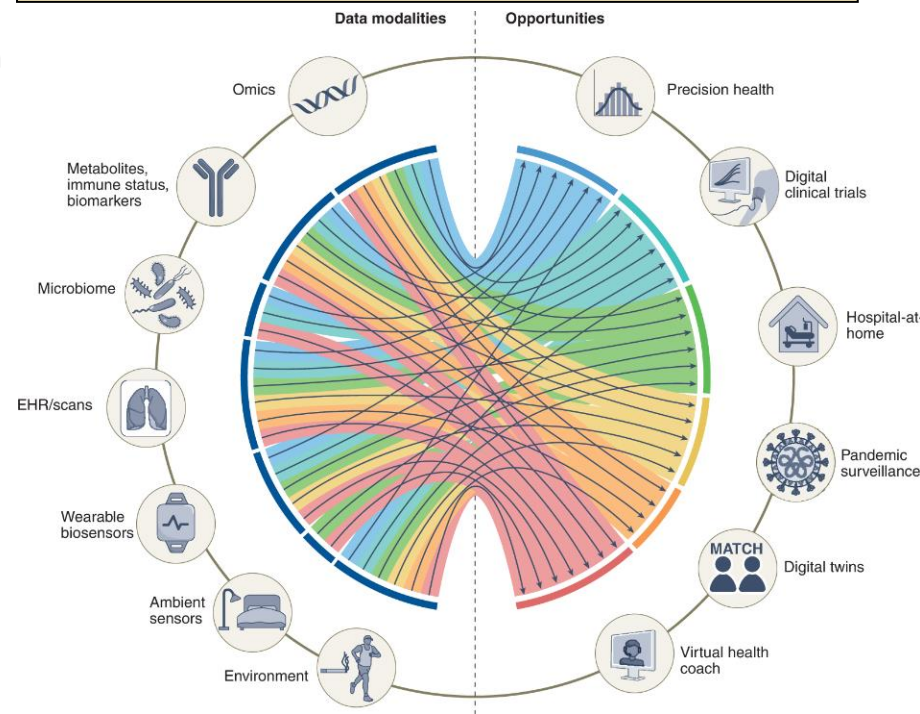 Data modalities
Opportunities
Omics
Metabolites,
immune status,
biomarkers
Microbiome
EHR/scans
Wearable
biosensors
Ambient
sensors
Environment
Precision health
Digital
clinical trials
Hospital-at-
home
Pandemic
surveillance
MATCH
Digital twins
Virtual health
coach